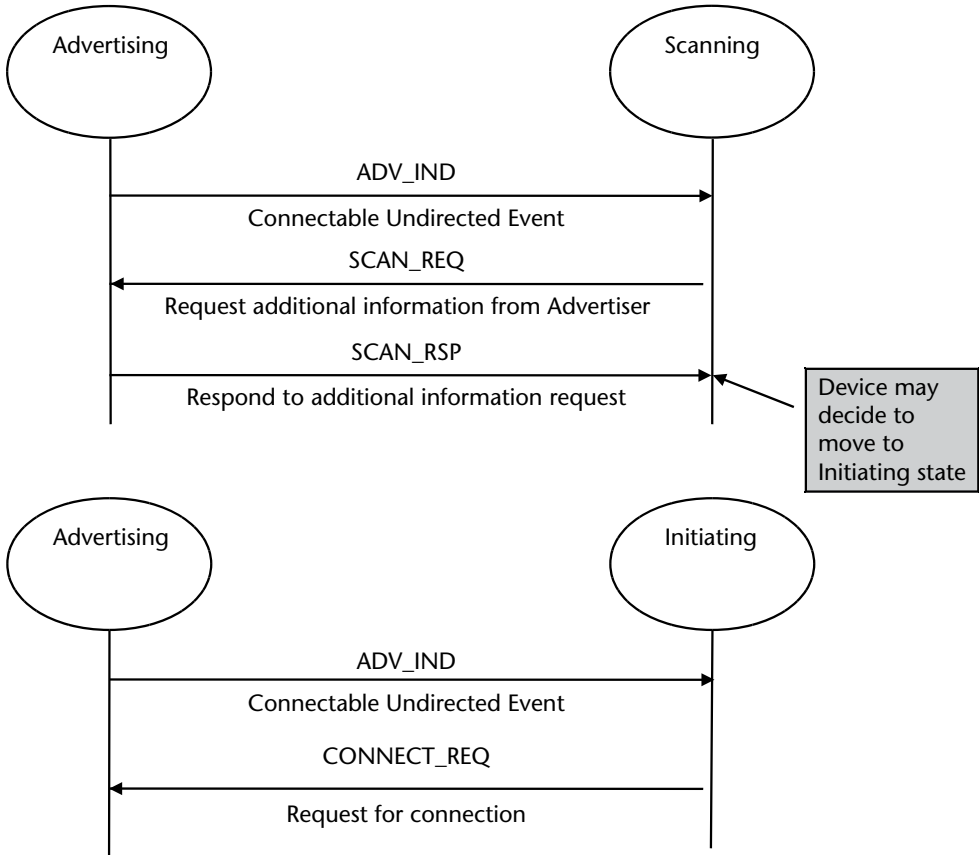 Advertising
Scanning
ADV_IND
Connectable Undirected Event
SCAN_REQ
Request additional information from Advertiser
SCAN_RSP
Respond to additional information request
Device may
decide to
move to
Initiating state
Advertising
Initiating
ADV_IND
Connectable Undirected Event
CONNECT_REQ
Request for connection